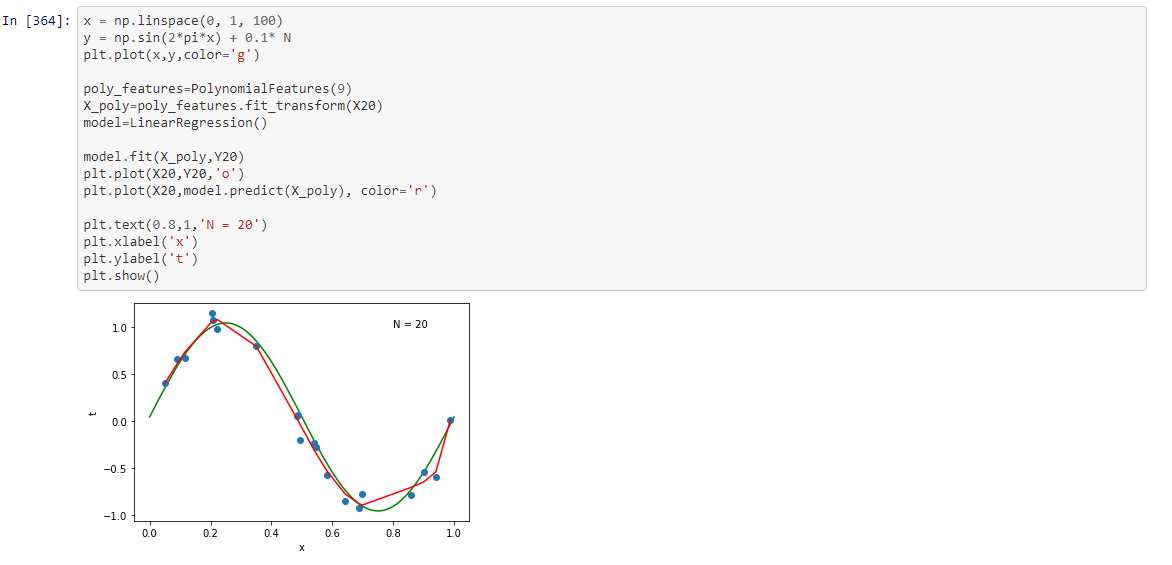 In [364]:
x = np.linspace(0, 1, 100)
y = np.sin(2*pi*x) + 0.1* N
plt.plot(x,y,color='g')
poly_features=PolynomialFeatures(9)
X_poly=poly_features.fit_transform(X20)
model=LinearRegression()
model.fit(X_poly,Y20)
plt.plot(X20,Y20,'o')
plt.plot(X20,model.predict(X_poly), color='r')
plt.text(0.8,1,'N = 20')
plt.xlabel('x')
plt.ylabel('t')
plt.show()
N = 20
1.0
0.5
0.0
−0.5
−1.0
t
0.0 0.2 0.4 0.6 0.8 1.0
x